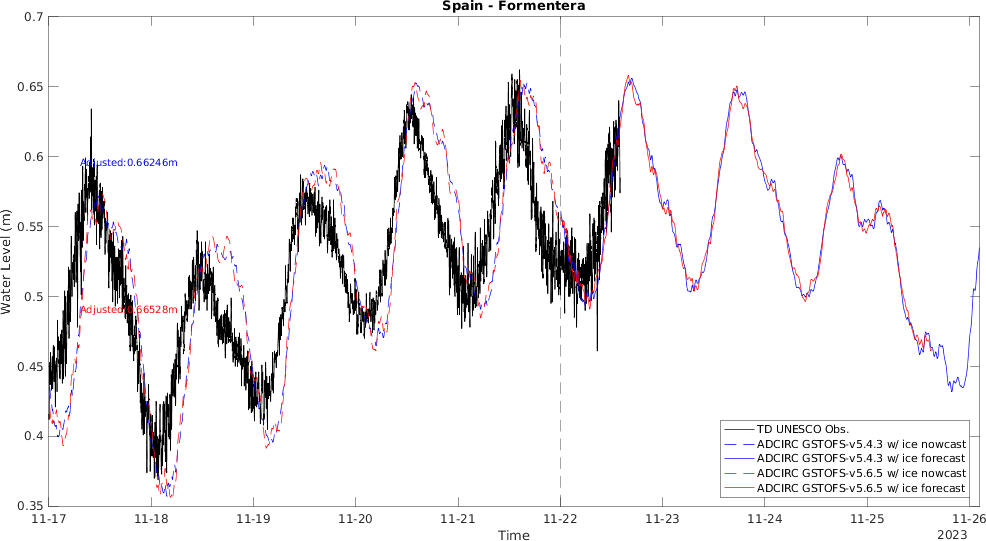 Spain - Formentera
0.7
0.65
0.6
0.55
0.5
0.45
0.4
0.35
Water Level (m)
Adjusted:0.66246m
Adjusted:0.66528m
TD UNESCO Obs.
ADCIRC GSTOFS-v5.4.3 w/ ice nowcast
ADCIRC GSTOFS-v5.4.3 w/ ice forecast
ADCIRC GSTOFS-v5.6.5 w/ ice nowcast
ADCIRC GSTOFS-v5.6.5 w/ ice forecast
11-17 11-18 11-19 11-20 11-21 11-22 11-23 11-24 11-25 11-26
Time
2023